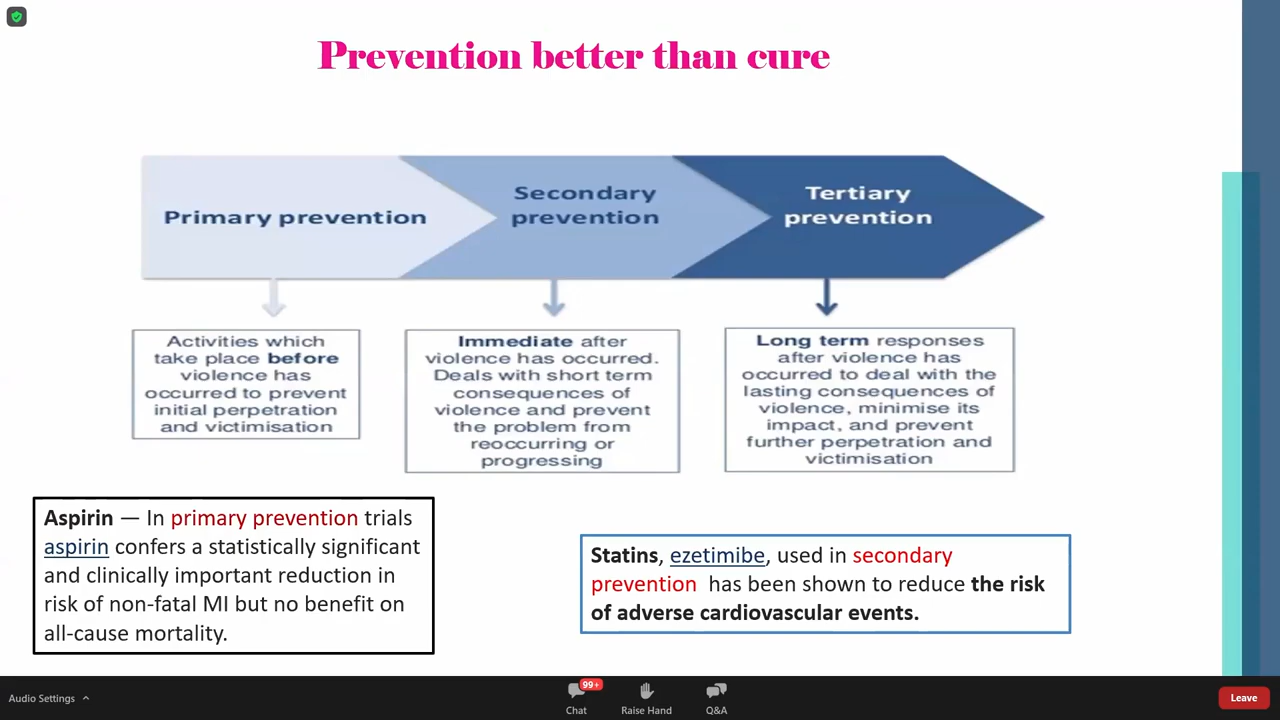 Prevention better than cure
Primary prevention
Secondary
prevention
Tertiary
prevention
Activities which
take place before
violence has
occurred to prevent
initial perpetration
and victimisation
Immediate after
violence has occurred.
Deals with short term
consequences of
violence and prevent
the problem from
reoccurring or
progressing
Long term responses
after violence has
occurred to deal with the
lasting consequences of
violence, minimise its
impact, and prevent
further perpetration and
victimisation
Aspirin — In primary prevention trials
aspirin confers a statistically significant
and clinically important reduction in
risk of non-fatal MI but no benefit on
all-cause mortality.
Statins, ezetimibe, used in secondary
prevention has been shown to reduce the risk
of adverse cardiovascular events.
Audio Settings
99+
Chat
Raise Hand
Q&A
Leave